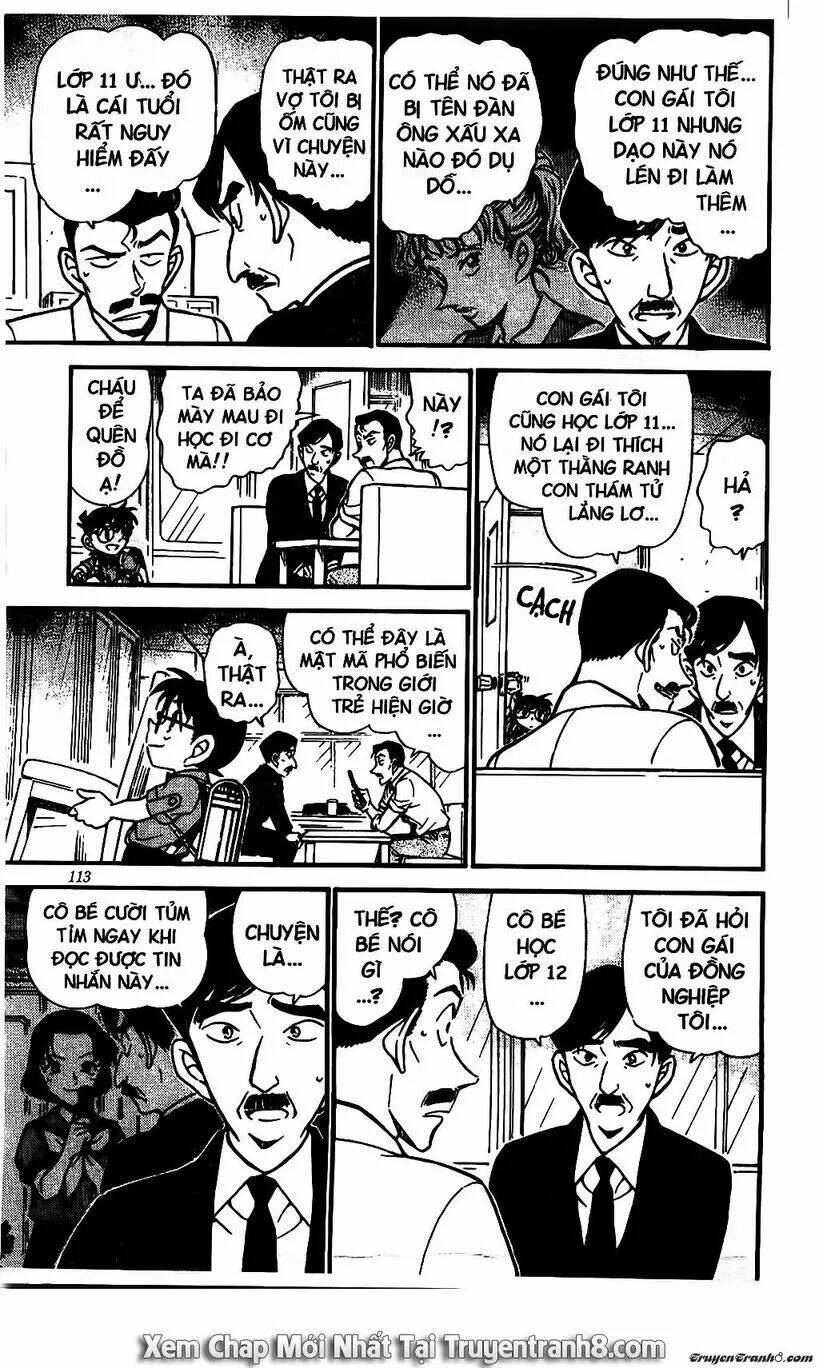 ĐÚNG NHƯ THẾ...
CON GÁI TÔI
LỚP 11 NHƯNG
DẠO NÀY NÓ
LÉN ĐI LÀM
THÊM
...
CÓ THỂ NÓ ĐÃ
BỊ TÊN ĐÀN
ÔNG XẤU XA
NÀO ĐÓ DỤ
DỖ...
THẬT RA
VỢ TÔI BỊ
ỐM CŨNG
VÌ CHUYỆN
NÀY...
LỚP 11 Ư... ĐÓ
LÀ CÁI TUỔI
RẤT NGUY
HIỂM ĐẤY
...
CON GÁI TÔI
CŨNG HỌC LỚP 11...
NÓ LẠI ĐI THÍCH
MỘT THẰNG RANH
CON THÁM TỬ
LẲNG LƠ...
HẢ
?
CẠCH
NÀY
!?
TA ĐÃ BẢO
MÀY MAU ĐI
HỌC ĐI CƠ
MÀ!!
CHÁU
ĐỂ
QUÊN
ĐỒ
Ạ!
CÓ THỂ ĐÂY LÀ
MẬT MÃ PHỔ BIẾN
TRONG GIỚI
TRẺ HIỆN GIỜ
...
À,
THẬT
RA...
113
TÔI ĐÃ HỎI
CON GÁI
CỦA ĐỒNG
NGHIỆP
TÔI...
CÔ BÉ
HỌC
LỚP 12
...
THẾ? CÔ
BÉ NÓI
GÌ
...?
CHUYỆN
LÀ...
CÔ BÉ CƯỜI TỦM
TỈM NGAY KHI
ĐỌC ĐƯỢC TIN
NHẮN NÀY...
Xem Chap Mới Nhất Tại Truyentranh8.com
TruyenTranh8.com